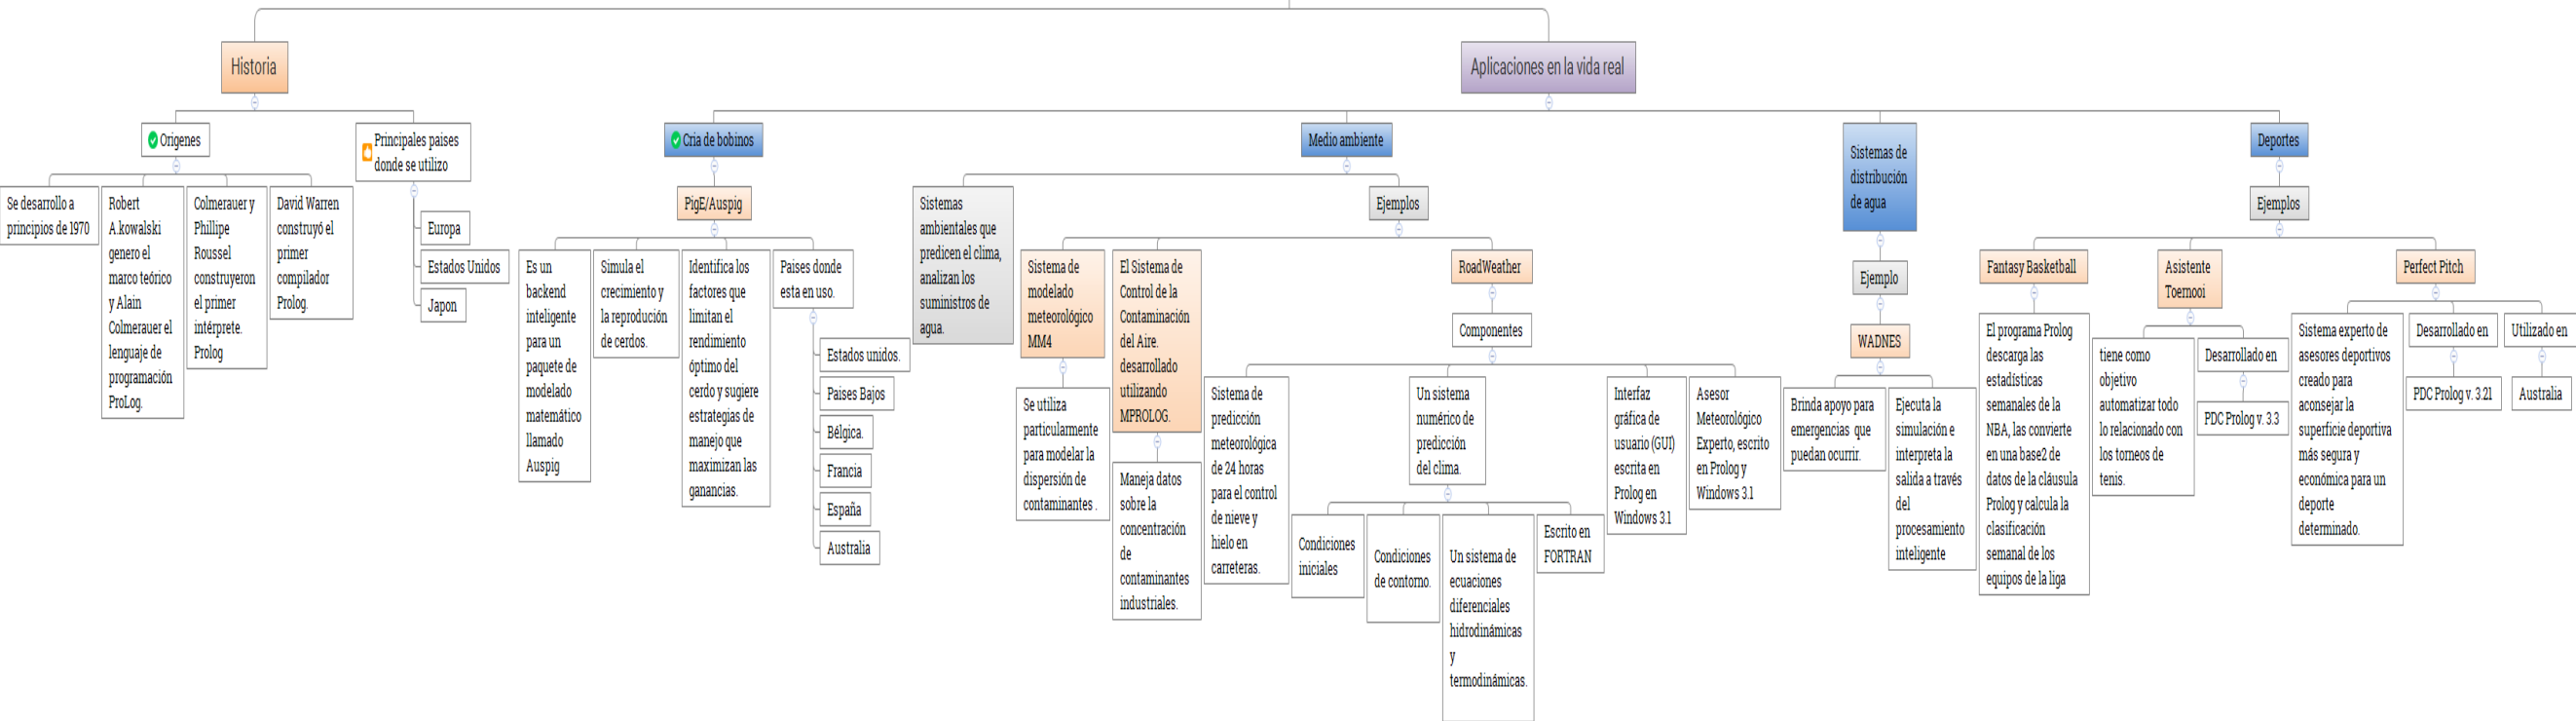 Historia
Aplicaciones en la vida real
Origenes
Principales paises
donde se utilizo
Se desarrollo a
principios de 1970
Robert
A.kowalski
genero el
marco teórico
y Alain
Colmerauer el
lenguaje de
programación
ProLog.
Colmerauer y
Phillipe
Roussel
construyeron
el primer
intérprete.
Prolog
David Warren
construyó el
primer
compilador
Prolog.
Europa
Estados Unidos
Japon
Cria de bobinos
PigE/Auspig
Es un
backend
inteligente
para un
paquete de
modelado
matemático
llamado
Auspig
Simula el
crecimiento y
la reprodución
de cerdos.
Identifica los
factores que
limitan el
rendimiento
óptimo del
cerdo y sugiere
estrategias de
manejo que
maximizan las
ganancias.
Paises donde
esta en uso.
Estados unidos.
Paises Bajos
Bélgica.
Francia
España
Australia
Medio ambiente
Sistemas
ambientales que
predicen el clima,
analizan los
suministros de
agua.
Ejemplos
Sistema de
modelado
meteorológico
MM4
Se utiliza
particularmente
para modelar la
dispersión de
contaminantes .
El Sistema de
Control de la
Contaminación
del Aire.
desarrollado
utilizando
MPROLOG.
Maneja datos
sobre la
concentración
de
contaminantes
industriales.
RoadWeather
Componentes
Sistema de
predicción
meteorológica
de 24 horas
para el control
de nieve y
hielo en
carreteras.
Un sistema
numérico de
predicción
del clima.
Condiciones
iniciales
Condiciones
de contorno.
Un sistema de
ecuaciones
diferenciales
hidrodinámicas
y
termodinámicas.
Escrito en
FORTRAN
Interfaz
gráfica de
usuario (GUI)
escrita en
Prolog en
Windows 3.1
Asesor
Meteorológico
Experto, escrito
en Prolog y
Windows 3.1
Sistemas de
distribución
de agua
Ejemplo
WADNES
Brinda apoyo para
emergencias que
puedan ocurrir.
Ejecuta la
simulación e
interpreta la
salida a través
del
procesamiento
inteligente
Deportes
Ejemplos
Fantasy Basketball
El programa Prolog
descarga las
estadísticas
semanales de la
NBA, las convierte
en una base2 de
datos de la cláusula
Prolog y calcula la
clasificación
semanal de los
equipos de la liga
Asistente
Toernooi
tiene como
objetivo
automatizar todo
lo relacionado con
los torneos de
tenis.
Desarrollado en
PDC Prolog v. 3.3
Perfect Pitch
Sistema experto de
asesores deportivos
creado para
aconsejar la
superficie deportiva
más segura y
económica para un
deporte
determinado.
Desarrollado en
PDC Prolog v. 3.21
Utilizado en
Australia